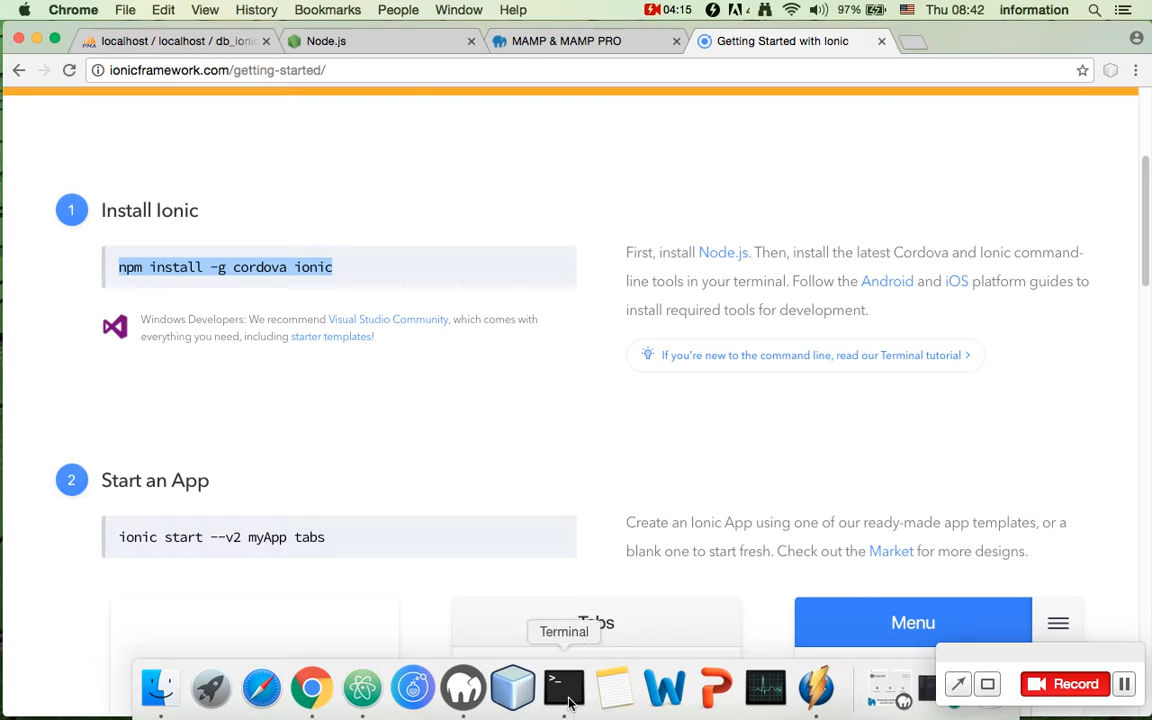 Chrome File Edit View History Bookmarks People Window Help 04:15 4 97% Thu 08:42 information
localhost / localhost / db_ionic Node.js MAMP & MAMP PRO Getting Started with Ionic
ionicframework.com/getting-started/
1 Install Ionic
npm install -g cordova ionic
First, install Node.js. Then, install the latest Cordova and Ionic command-
line tools in your terminal. Follow the Android and iOS platform guides to
install required tools for development.
Windows Developers: We recommend Visual Studio Community, which comes with
everything you need, including starter templates!
If you're new to the command line, read our Terminal tutorial >
2 Start an App
ionic start --v2 myApp tabs
Create an Ionic App using one of our ready-made app templates, or a
blank one to start fresh. Check out the Market for more designs.
Tabs
Menu
Terminal
Record